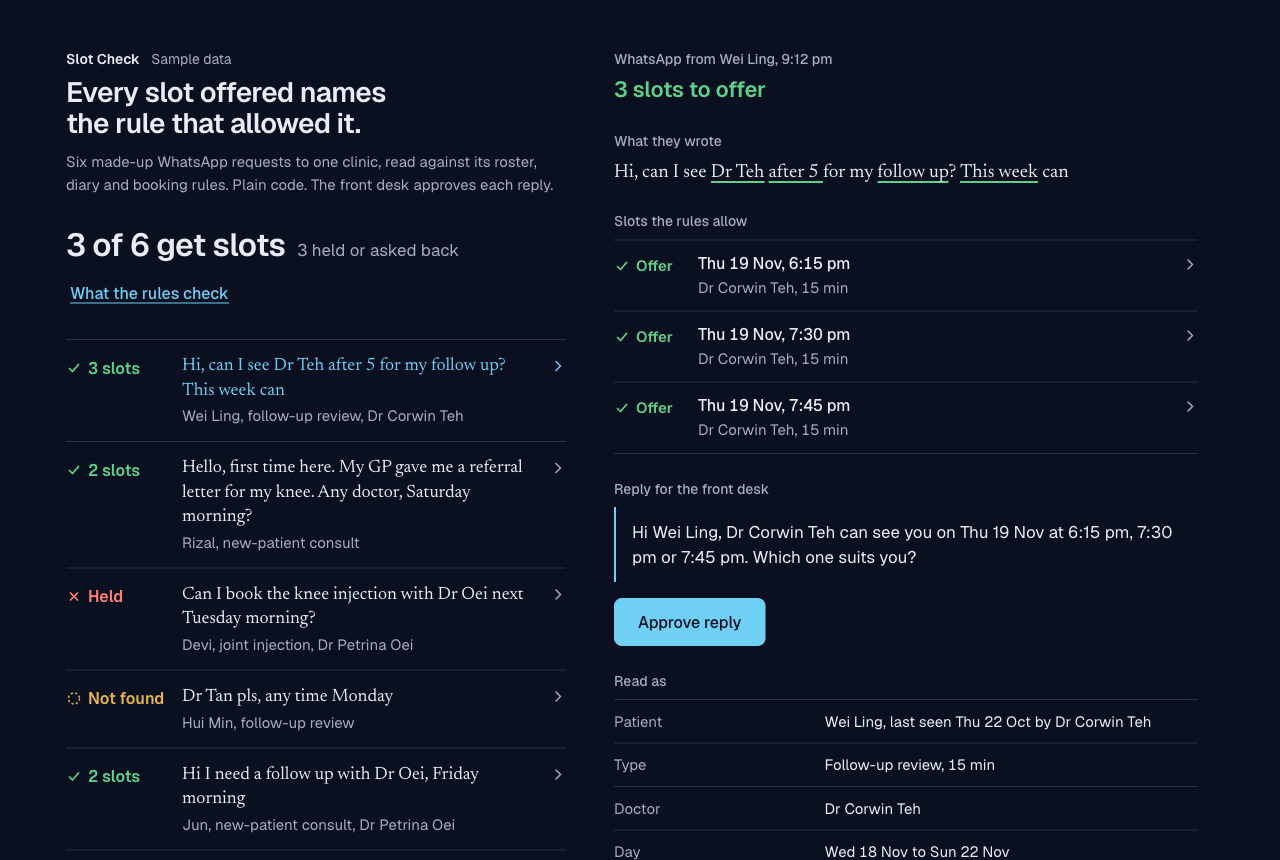 Slot Check Sample data
Every slot offered names
the rule that allowed it.
Six made-up WhatsApp requests to one clinic, read against its roster,
diary and booking rules. Plain code. The front desk approves each reply.
3 of 6 get slots 3 held or asked back
What the rules check
3 slots
Hi, can I see Dr Teh after 5 for my follow up?
This week can
Wei Ling, follow-up review, Dr Corwin Teh
2 slots
Hello, first time here. My GP gave me a referral
letter for my knee. Any doctor, Saturday
morning?
Rizal, new-patient consult
Held
Can I book the knee injection with Dr Oei next
Tuesday morning?
Devi, joint injection, Dr Petrina Oei
Not found
Dr Tan pls, any time Monday
Hui Min, follow-up review
2 slots
Hi I need a follow up with Dr Oei, Friday
morning
Jun, new-patient consult, Dr Petrina Oei
WhatsApp from Wei Ling, 9:12 pm
3 slots to offer
What they wrote
Hi, can I see Dr Teh after 5 for my follow up? This week can
Slots the rules allow
Offer Thu 19 Nov, 6:15 pm
Dr Corwin Teh, 15 min
Offer Thu 19 Nov, 7:30 pm
Dr Corwin Teh, 15 min
Offer Thu 19 Nov, 7:45 pm
Dr Corwin Teh, 15 min
Reply for the front desk
Hi Wei Ling, Dr Corwin Teh can see you on Thu 19 Nov at 6:15 pm, 7:30
pm or 7:45 pm. Which one suits you?
Approve reply
Read as
Patient Wei Ling, last seen Thu 22 Oct by Dr Corwin Teh
Type Follow-up review, 15 min
Doctor Dr Corwin Teh
Day Wed 18 Nov to Sun 22 Nov